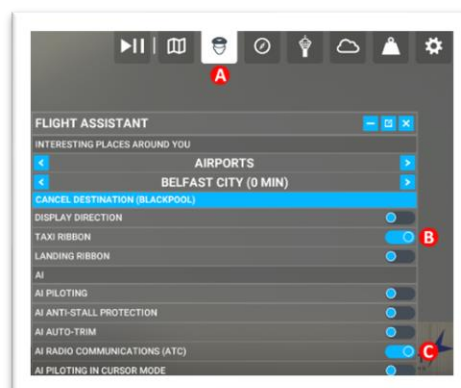 A
FLIGHT ASSISTANT
INTERESTING PLACES AROUND YOU
AIRPORTS
BELFAST CITY (0 MIN)
CANCEL DESTINATION (BLACKPOOL)
DISPLAY DIRECTION
TAXI RIBBON B
LANDING RIBBON
AI
AI PILOTING
AI ANTI-STALL PROTECTION
AI AUTO-TRIM
AI RADIO COMMUNICATIONS (ATC) C
AI PILOTING IN CURSOR MODE